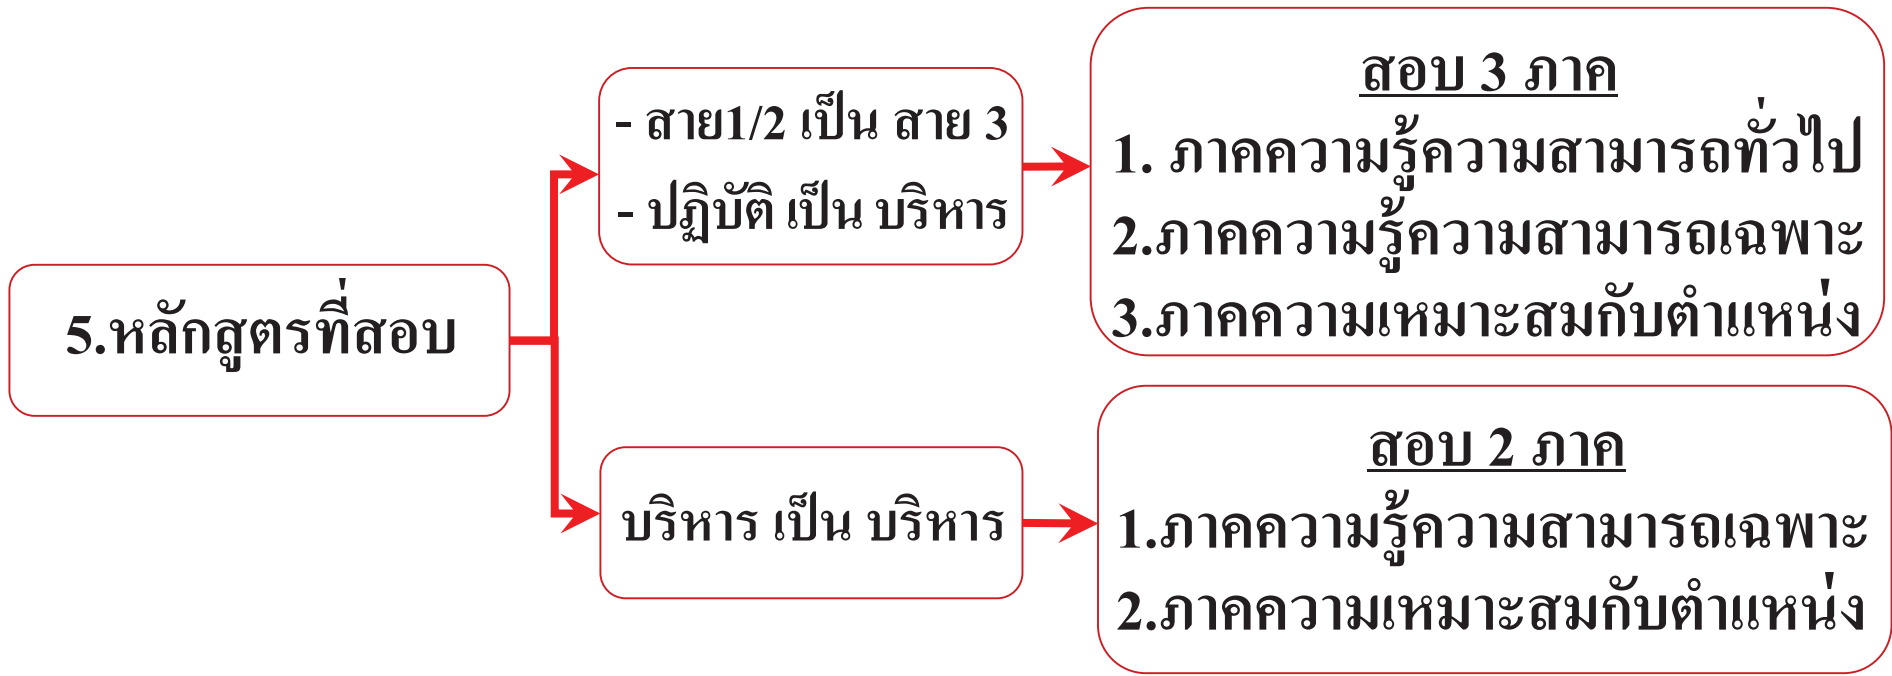 5.หลักสูตรที่สอบ
- สาย1/2 เป็น สาย 3
- ปฏิบัติ เป็น บริหาร
สอบ 3 ภาค
1. ภาคความรู้ความสามารถทั่วไป
2.ภาคความรู้ความสามารถเฉพาะ
3.ภาคความเหมาะสมกับตำแหน่ง
บริหาร เป็น บริหาร
สอบ 2 ภาค
1.ภาคความรู้ความสามารถเฉพาะ
2.ภาคความเหมาะสมกับตำแหน่ง